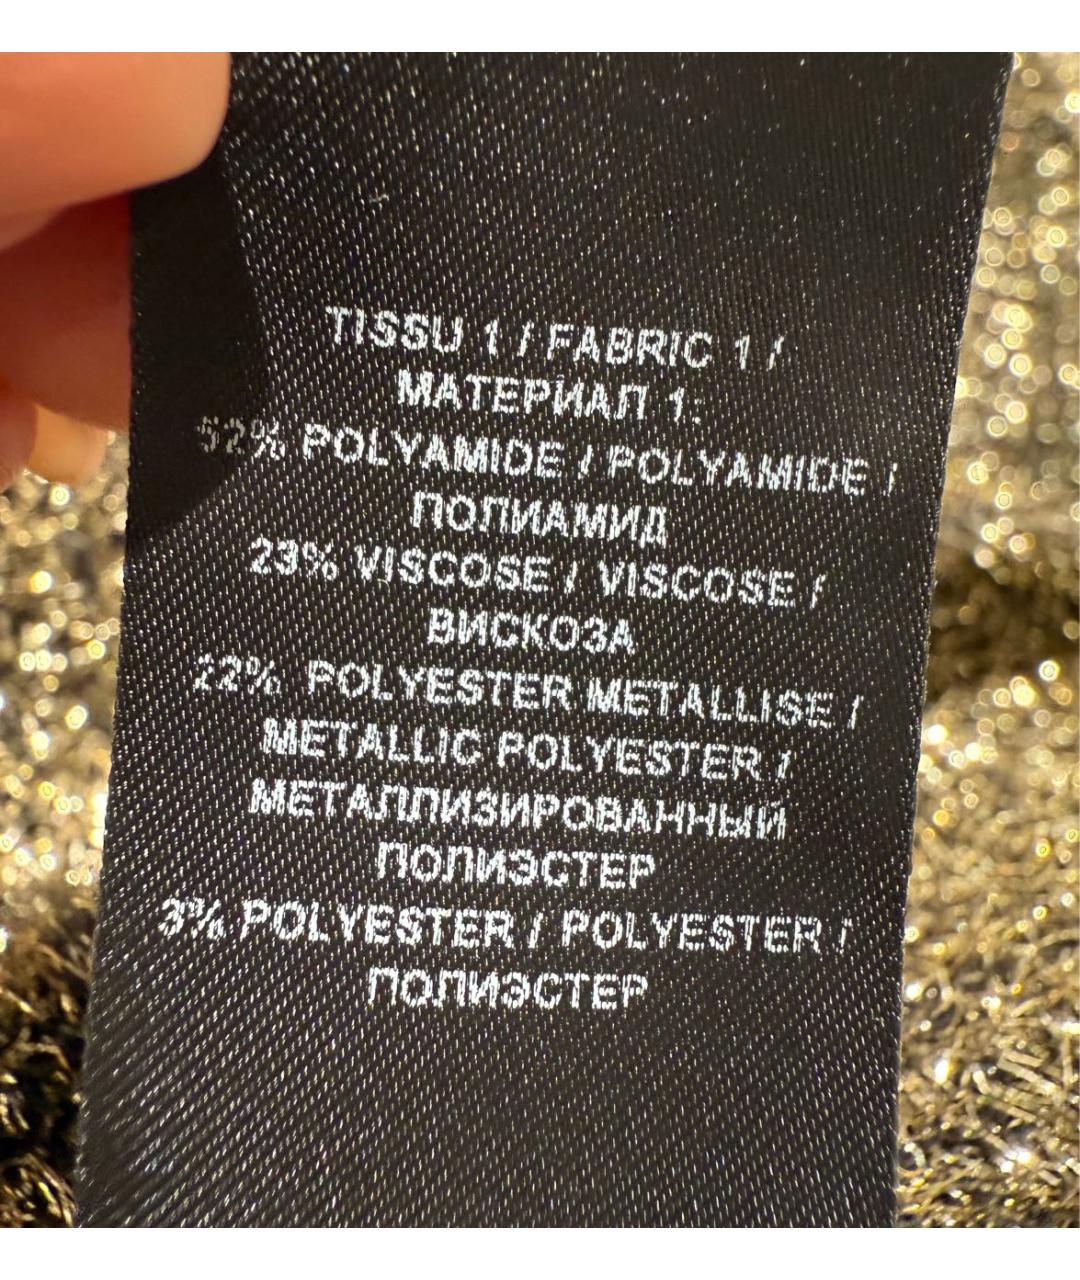 TISSU 1 / FABRIC 1 /
МАТЕРИАЛ 1:
52% POLYAMIDE / POLYAMIDE /
ПОЛИАМИД
23% VISCOSE / VISCOSE /
ВИСКОЗА
22% POLYESTER METALLISE /
METALLIC POLYESTER /
МЕТАЛЛИЗИРОВАННЫЙ
ПОЛИЭСТЕР
3% POLYESTER / POLYESTER /
ПОЛИЭСТЕР